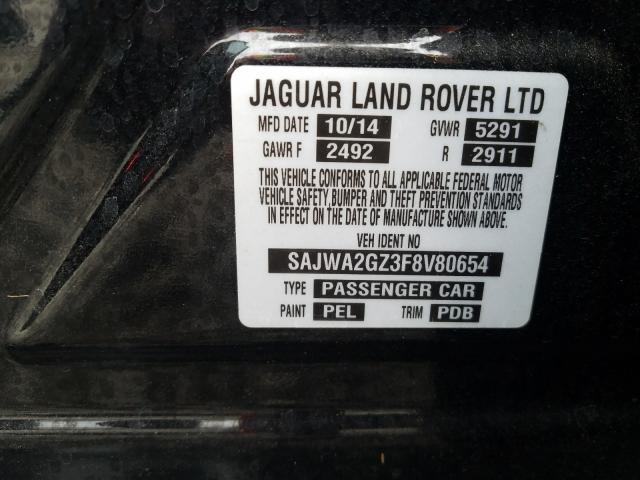 JAGUAR LAND ROVER LTD
MFD DATE 10/14 GVWR 5291
GAWR F 2492 R 2911
THIS VEHICLE CONFORMS TO ALL APPLICABLE FEDERAL MOTOR
VEHICLE SAFETY, BUMPER AND THEFT PREVENTION STANDARDS
IN EFFECT ON THE DATE OF MANUFACTURE SHOWN ABOVE.
VEH IDENT NO
SAJWA2GZ3F8V80654
TYPE PASSENGER CAR
PAINT PEL TRIM PDB